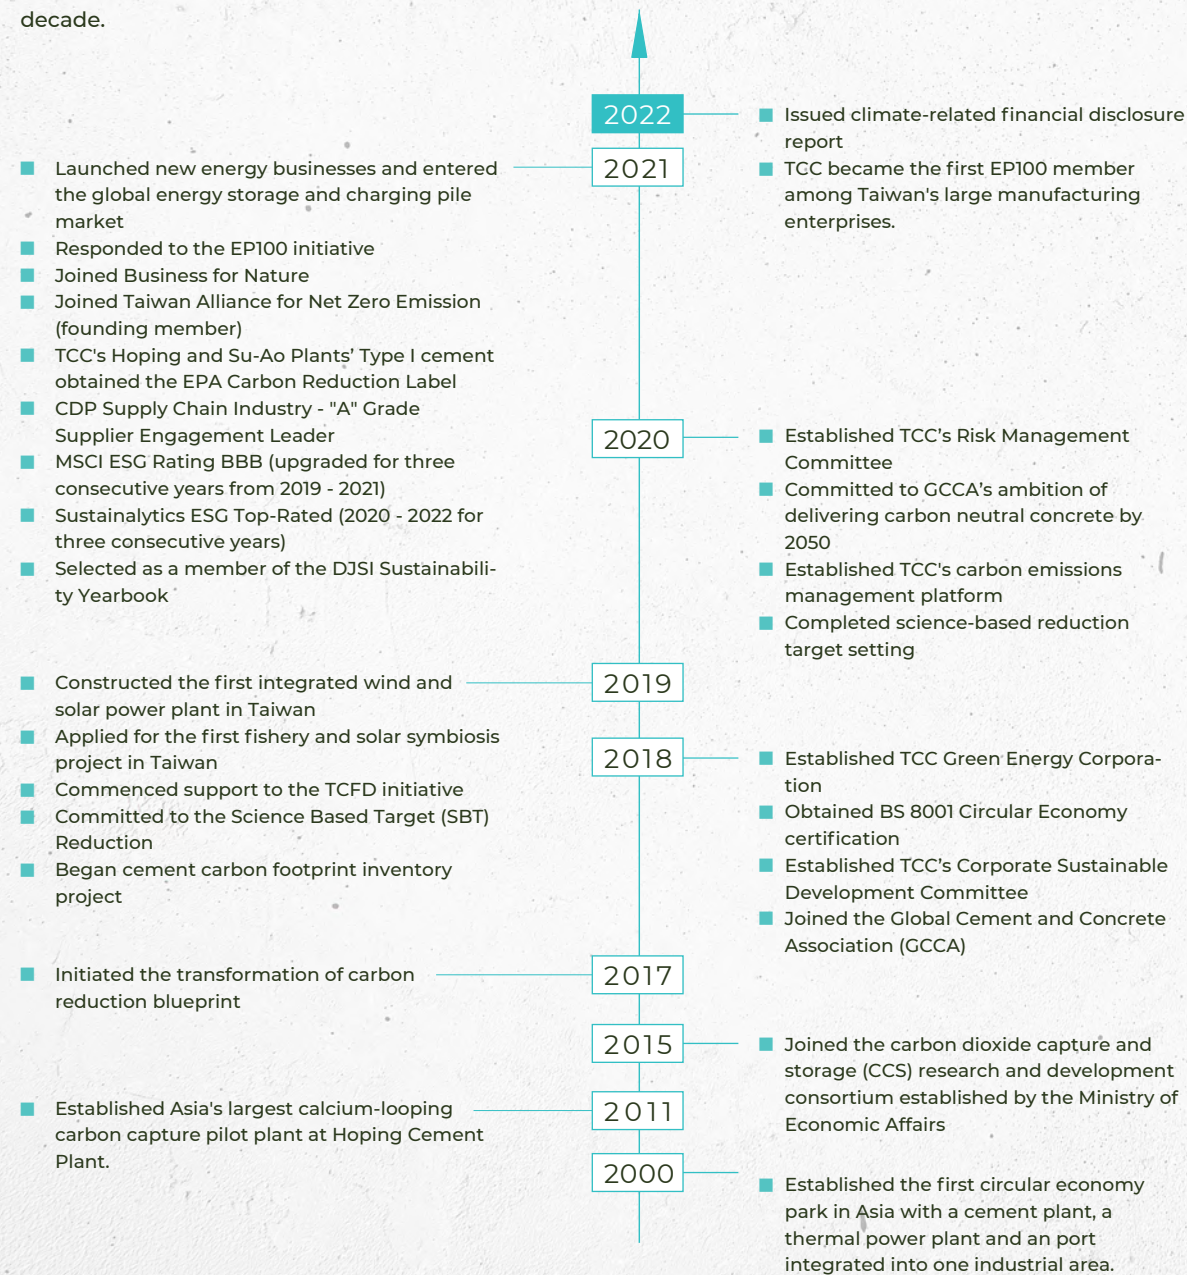 decade.
2022
Issued climate-related financial disclosure
report
TCC became the first EP100 member
among Taiwan's large manufacturing
enterprises.
2021
Launched new energy businesses and entered
the global energy storage and charging pile
market
Responded to the EP100 initiative
Joined Business for Nature
Joined Taiwan Alliance for Net Zero Emission
(founding member)
TCC's Hoping and Su-Ao Plants’ Type I cement
obtained the EPA Carbon Reduction Label
CDP Supply Chain Industry - "A" Grade
Supplier Engagement Leader
MSCI ESG Rating BBB (upgraded for three
consecutive years from 2019 - 2021)
Sustainalytics ESG Top-Rated (2020 - 2022 for
three consecutive years)
Selected as a member of the DJSI Sustainabili-
ty Yearbook
2020
Established TCC’s Risk Management
Committee
Committed to GCCA’s ambition of
delivering carbon neutral concrete by
2050
Established TCC's carbon emissions
management platform
Completed science-based reduction
target setting
2019
Constructed the first integrated wind and
solar power plant in Taiwan
Applied for the first fishery and solar symbiosis
project in Taiwan
Commenced support to the TCFD initiative
Committed to the Science Based Target (SBT)
Reduction
Began cement carbon footprint inventory
project
2018
Established TCC Green Energy Corpora-
tion
Obtained BS 8001 Circular Economy
certification
Established TCC’s Corporate Sustainable
Development Committee
Joined the Global Cement and Concrete
Association (GCCA)
2017
Initiated the transformation of carbon
reduction blueprint
2015
Joined the carbon dioxide capture and
storage (CCS) research and development
consortium established by the Ministry of
Economic Affairs
2011
Established Asia's largest calcium-looping
carbon capture pilot plant at Hoping Cement
Plant.
2000
Established the first circular economy
park in Asia with a cement plant, a
thermal power plant and an port
integrated into one industrial area.